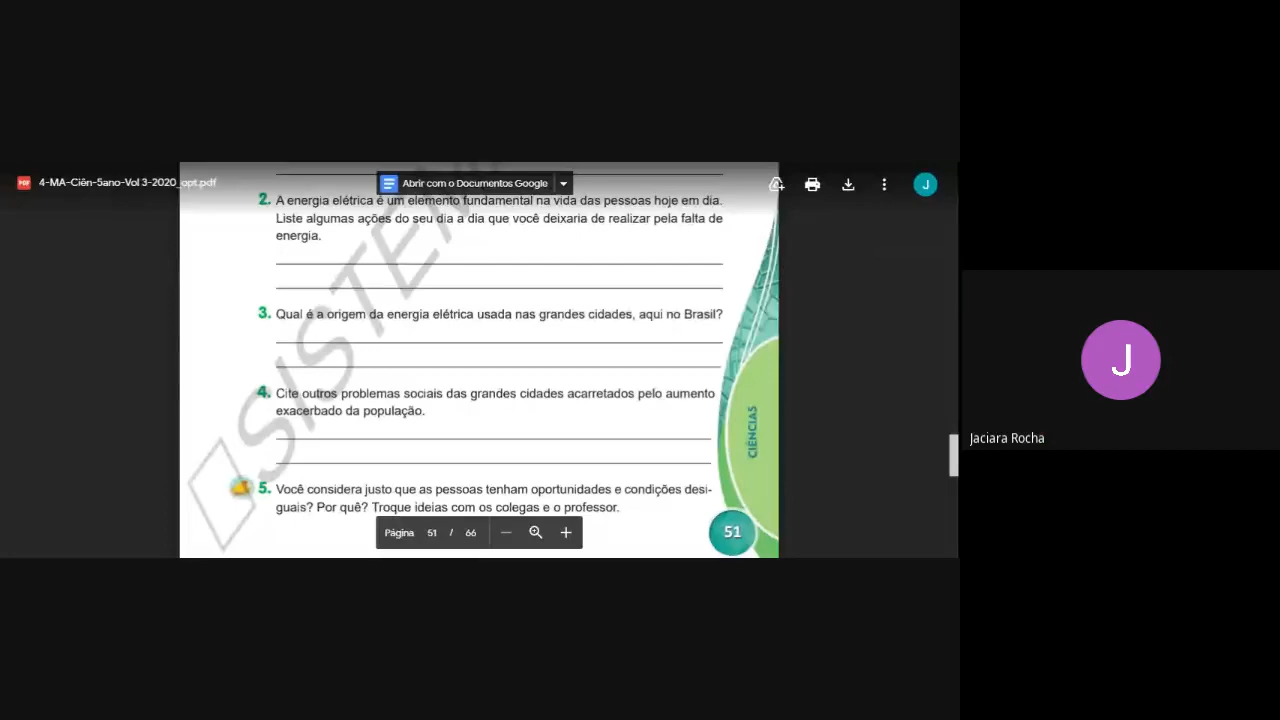 4-MA-Ciên-5ano-Vol 3-2020_opt.pdf
Abrir com o Documentos Google
J
2. A energia elétrica é um elemento fundamental na vida das pessoas hoje em dia.
Liste algumas ações do seu dia a dia que você deixaria de realizar pela falta de
energia.
3. Qual é a origem da energia elétrica usada nas grandes cidades, aqui no Brasil?
4. Cite outros problemas sociais das grandes cidades acarretados pelo aumento
exacerbado da população.
5. Você considera justo que as pessoas tenham oportunidades e condições desi-
guais? Por quê? Troque ideias com os colegas e o professor.
CIÊNCIAS
51
Página 51 / 66
SISTEM
J
Jaciara Rocha